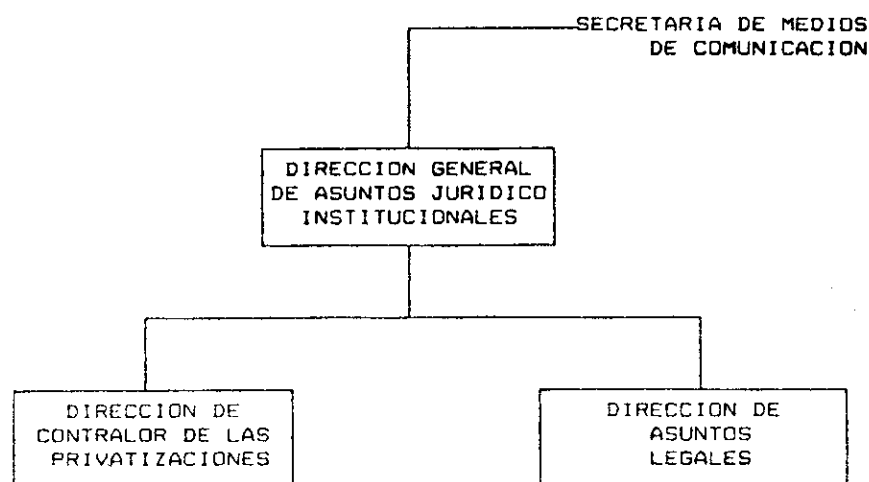 SECRETARIA DE MEDIOS
DE COMUNICACION
DIRECCION GENERAL
DE ASUNTOS JURIDICO
INSTITUCIONALES
DIRECCION DE
CONTRALOR DE LAS
PRIVATIZACIONES
DIRECCION DE
ASUNTOS
LEGALES